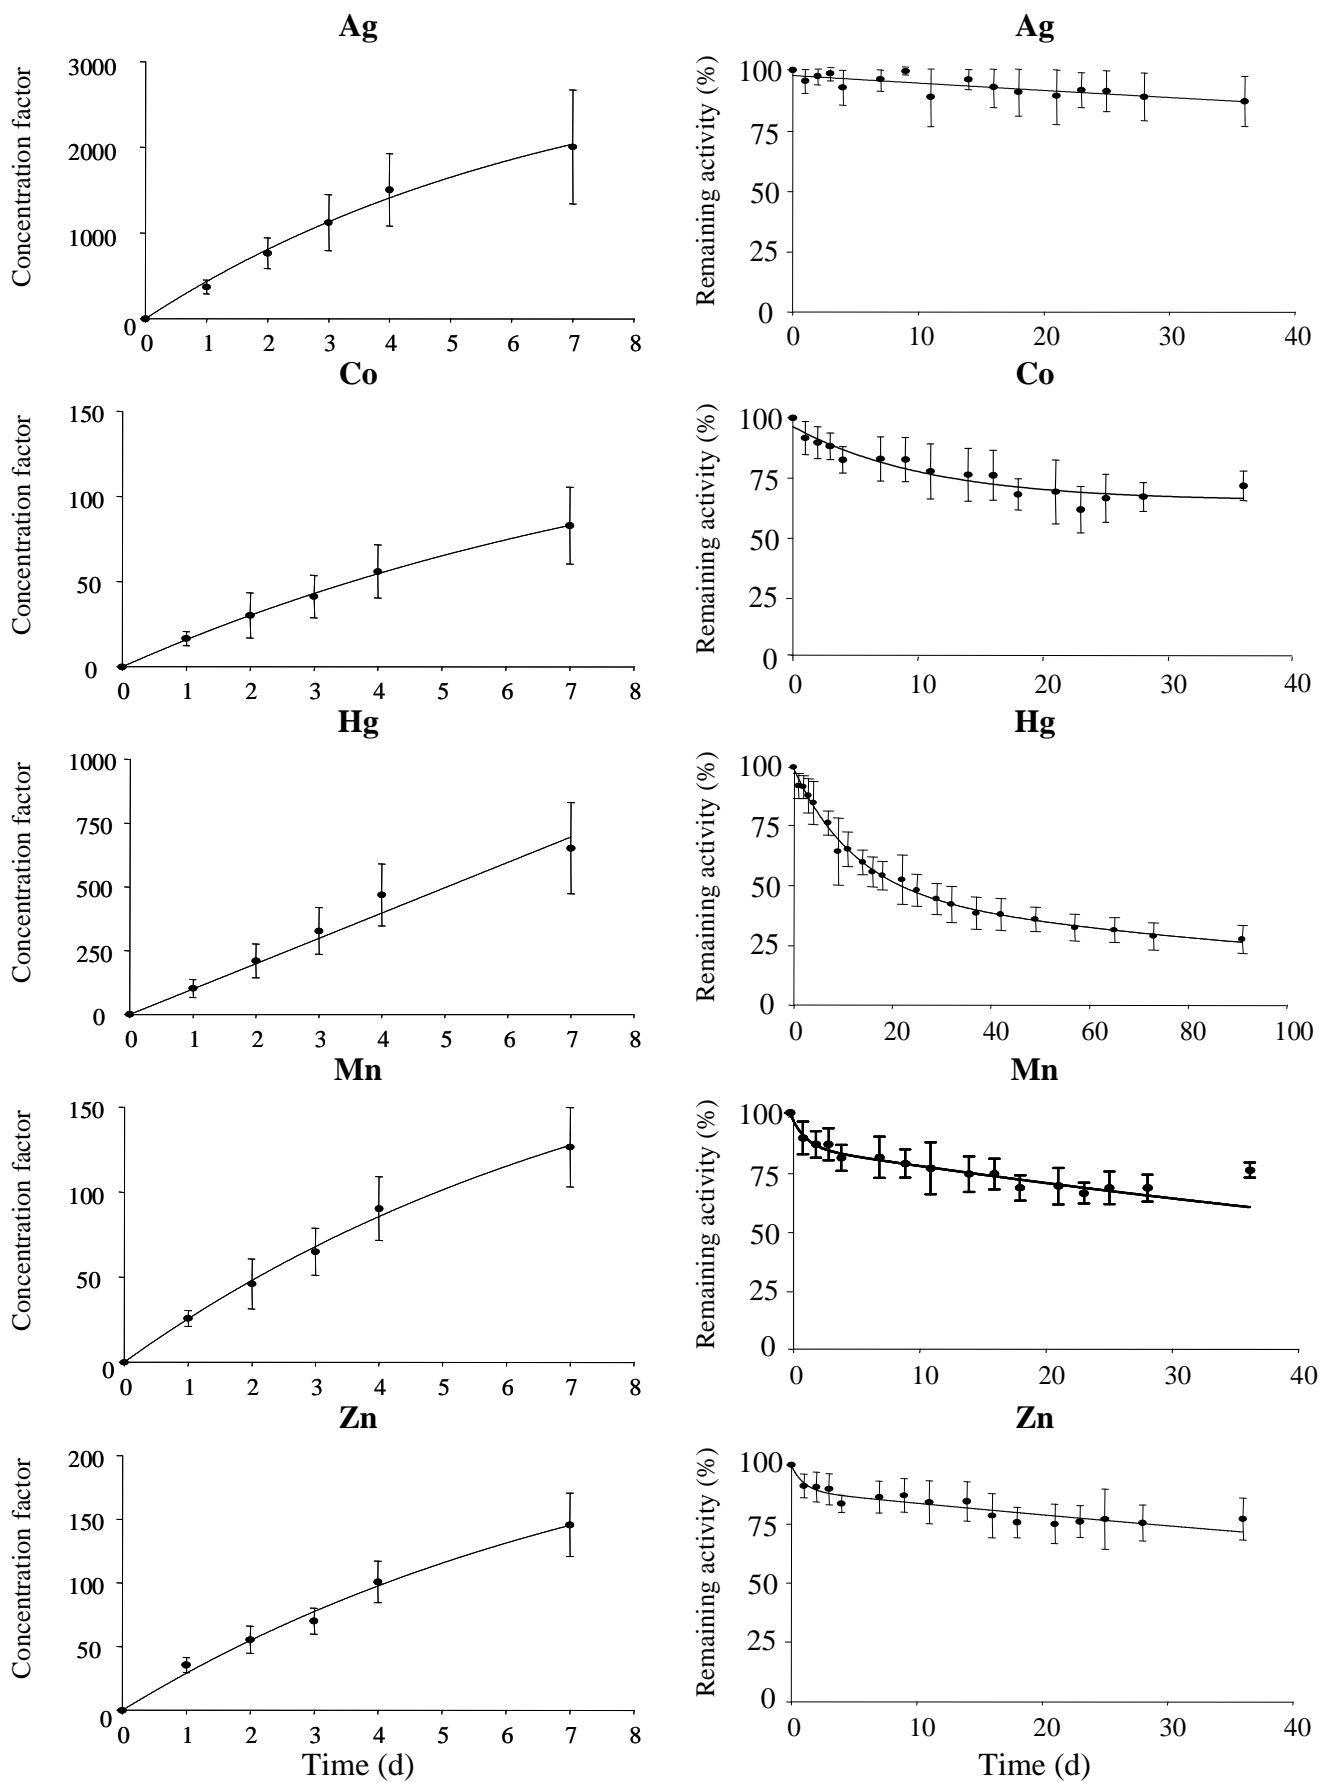 Ag
Concentration factor
3000
2000
1000
0
0 1 2 3 4 5 6 7 8
Ag
Remaining activity (%)
100
75
50
25
0
0 10 20 30 40
Co
Concentration factor
150
100
50
0
0 1 2 3 4 5 6 7 8
Co
Remaining activity (%)
100
75
50
25
0
0 10 20 30 40
Hg
Concentration factor
1000
750
500
250
0
0 1 2 3 4 5 6 7 8
Hg
Remaining activity (%)
100
75
50
25
0
0 20 40 60 80 100
Mn
Concentration factor
150
100
50
0
0 1 2 3 4 5 6 7 8
Mn
Remaining activity (%)
100
75
50
25
0
0 10 20 30 40
Zn
Concentration factor
200
150
100
50
0
0 1 2 3 4 5 6 7 8
Time (d)
Zn
Remaining activity (%)
100
75
50
25
0
0 10 20 30 40
Time (d)